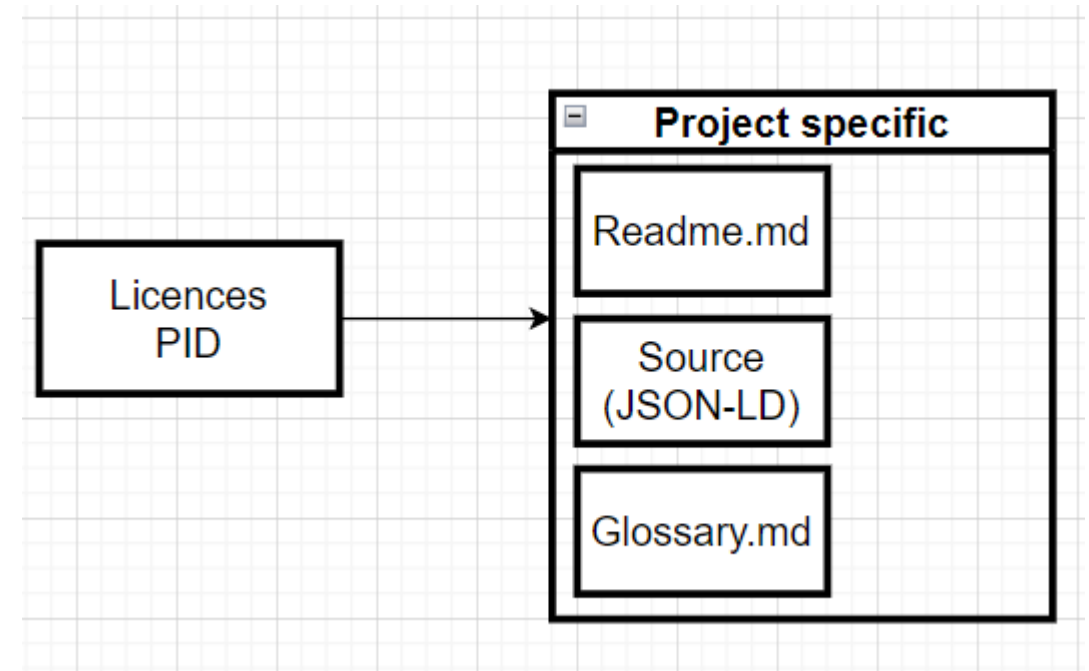 Project specific
Readme.md
Licences
PID
Source
(JSON-LD)
Glossary.md